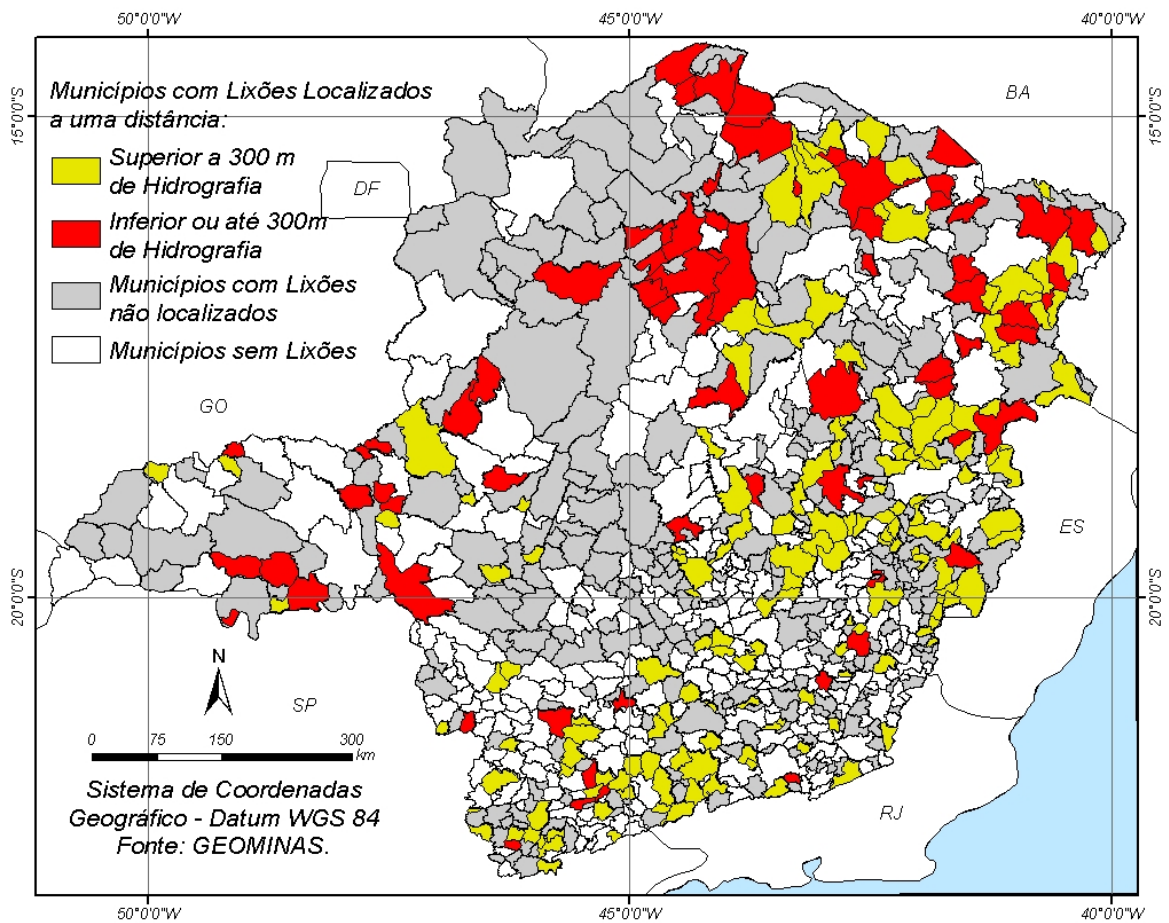 50°0'0"W 45°0'0"W 40°0'0"W
Municípios com Lixões Localizados
a uma distância:
Superior a 300 m
de Hidrografia
Inferior ou até 300m
de Hidrografia
Municípios com Lixões
não localizados
Municípios sem Lixões
15°0'0"S
15°0'0"S
BA
DF
GO
ES
20°0'0"S
20°0'0"S
N
SP
RJ
0 75 150 300
km
Sistema de Coordenadas
Geográfico - Datum WGS 84
Fonte: GEOMINAS.
50°0'0"W 45°0'0"W 40°0'0"W